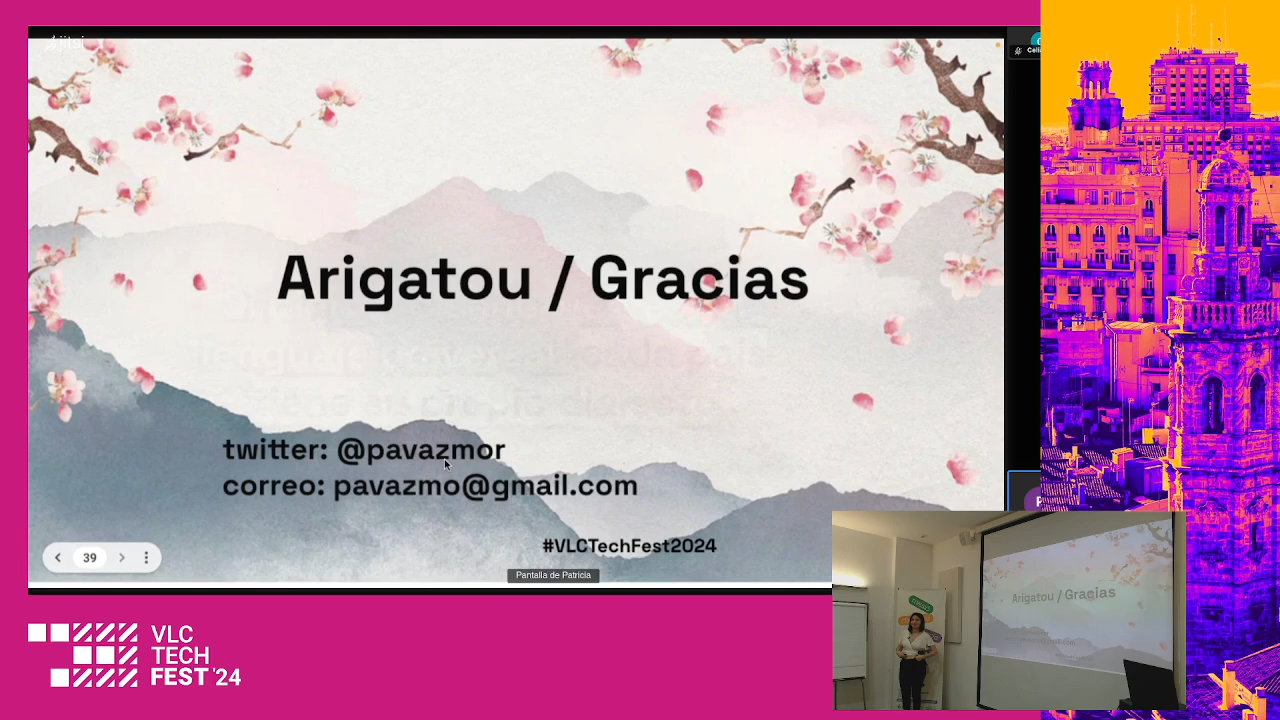 jitsi
Arigatou / Gracias
twitter: @pavazmor
correo: pavazmo@gmail.com
#VLCTechFest2024
39
Pantalla de Patricia
Arigatou / Gracias
VLC
TECH
FEST '24